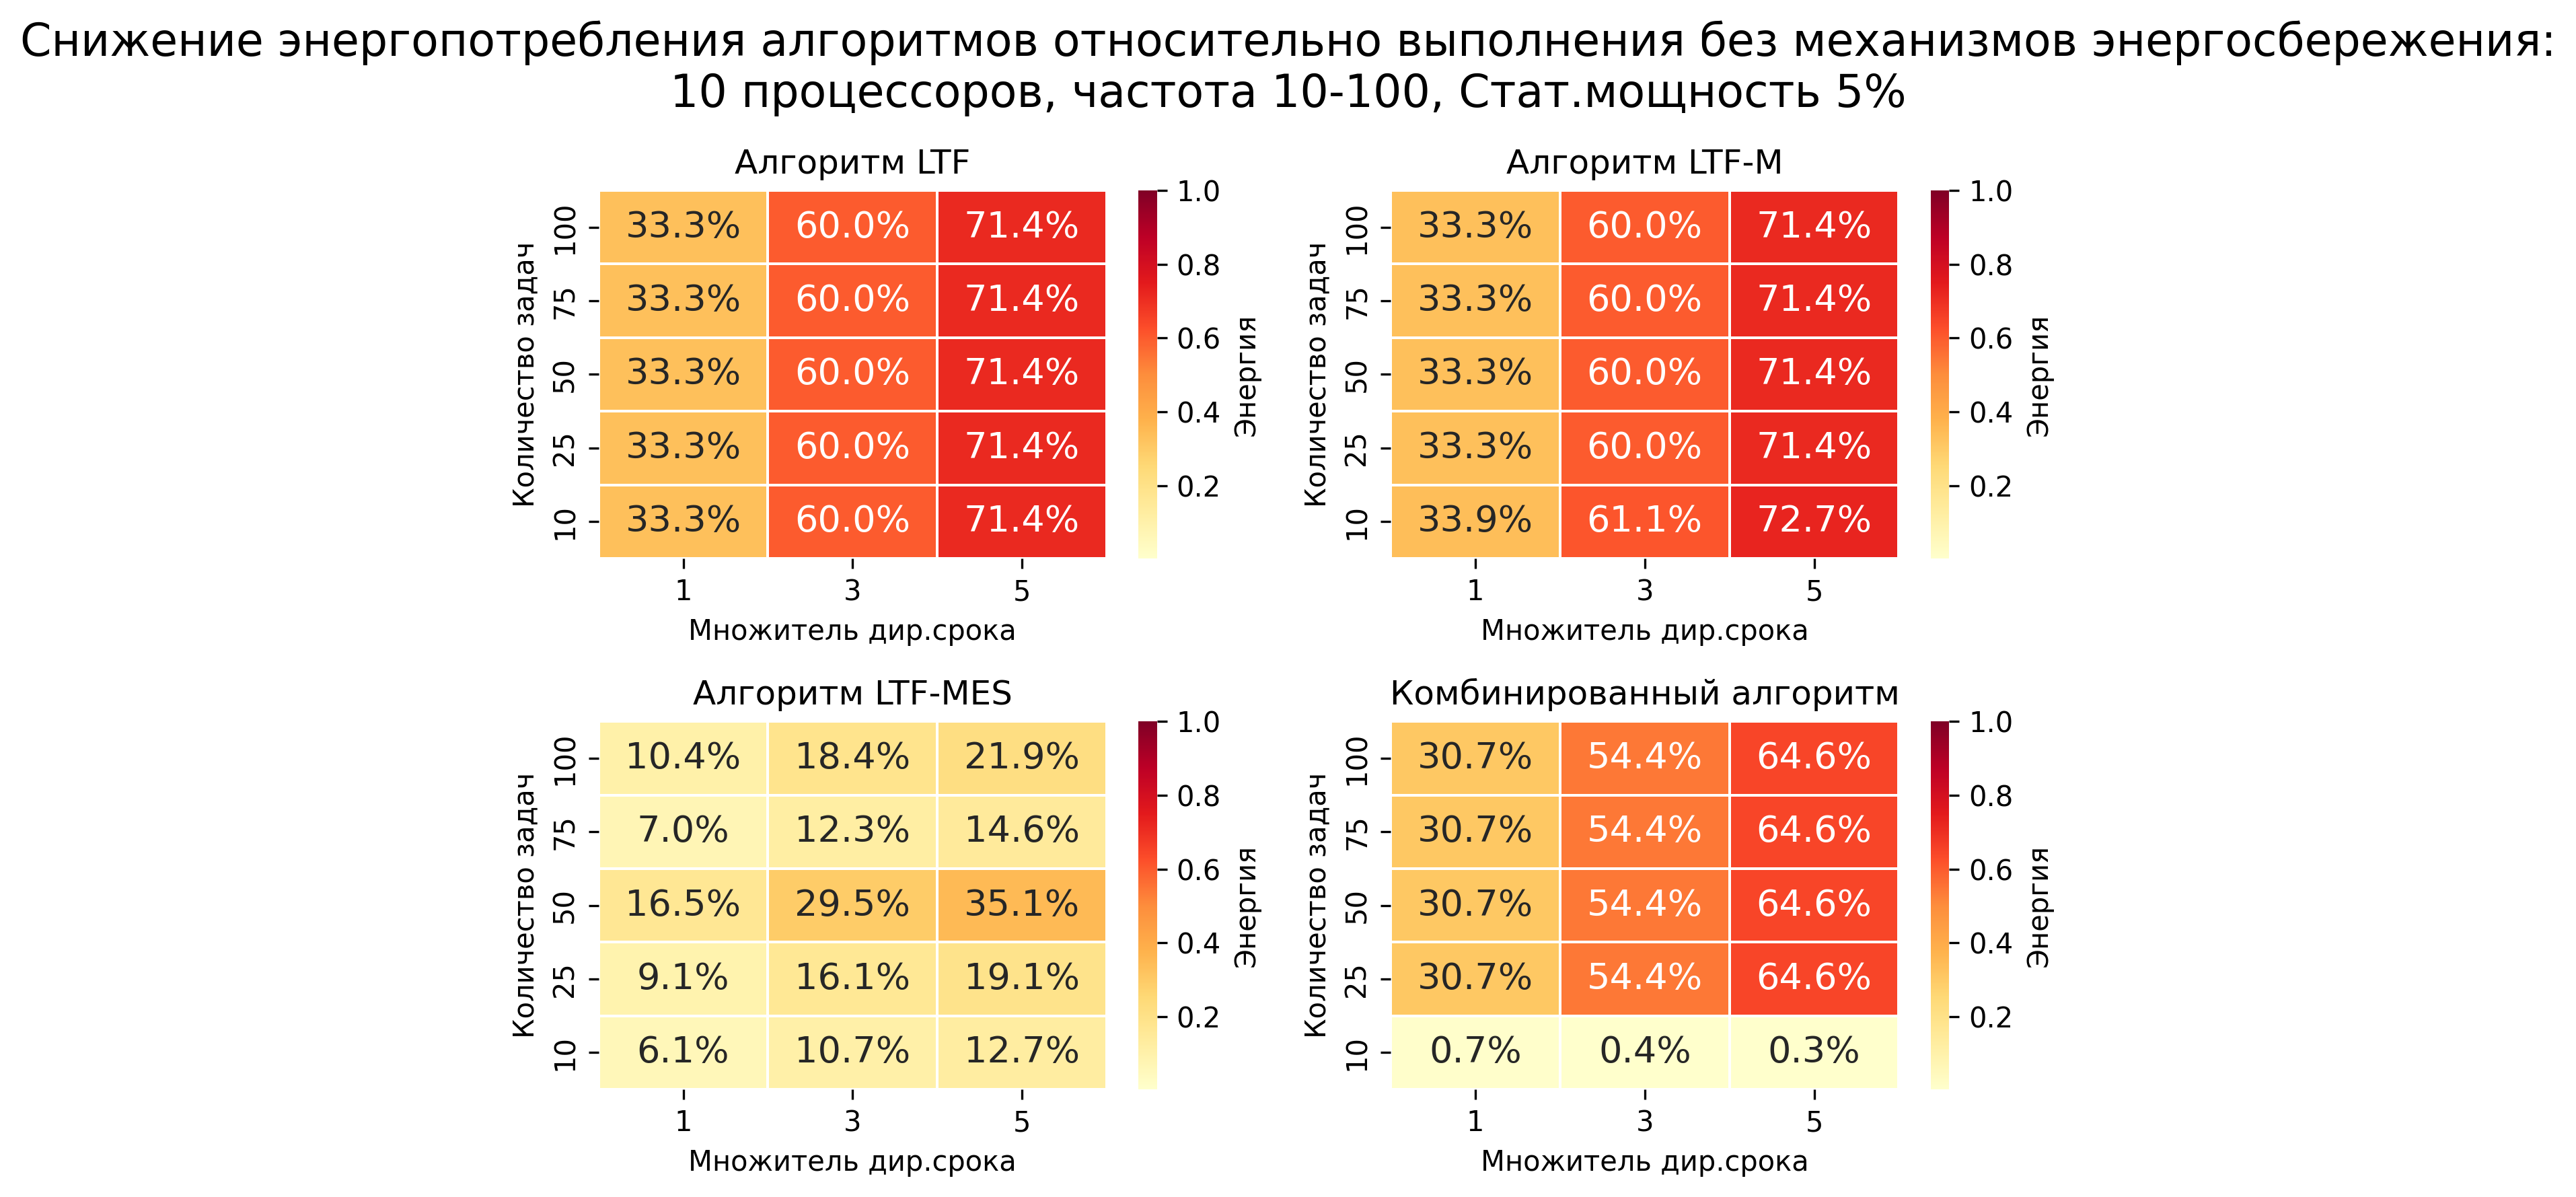 Снижение энергопотребления алгоритмов относительно выполнения без механизмов энергосбережения:
10 процессоров, частота 10-100, Стат.мощность 5%
Алгоритм LTF
Количество задач
100 33.3% 60.0% 71.4%
75 33.3% 60.0% 71.4%
50 33.3% 60.0% 71.4%
25 33.3% 60.0% 71.4%
10 33.3% 60.0% 71.4%
1 3 5
Множитель дир.срока
1.0
0.8
0.6
0.4
0.2
Энергия
Алгоритм LTF-M
Количество задач
100 33.3% 60.0% 71.4%
75 33.3% 60.0% 71.4%
50 33.3% 60.0% 71.4%
25 33.3% 60.0% 71.4%
10 33.9% 61.1% 72.7%
1 3 5
Множитель дир.срока
1.0
0.8
0.6
0.4
0.2
Энергия
Алгоритм LTF-MES
Количество задач
100 10.4% 18.4% 21.9%
75 7.0% 12.3% 14.6%
50 16.5% 29.5% 35.1%
25 9.1% 16.1% 19.1%
10 6.1% 10.7% 12.7%
1 3 5
Множитель дир.срока
1.0
0.8
0.6
0.4
0.2
Энергия
Комбинированный алгоритм
Количество задач
100 30.7% 54.4% 64.6%
75 30.7% 54.4% 64.6%
50 30.7% 54.4% 64.6%
25 30.7% 54.4% 64.6%
10 0.7% 0.4% 0.3%
1 3 5
Множитель дир.срока
1.0
0.8
0.6
0.4
0.2
Энергия